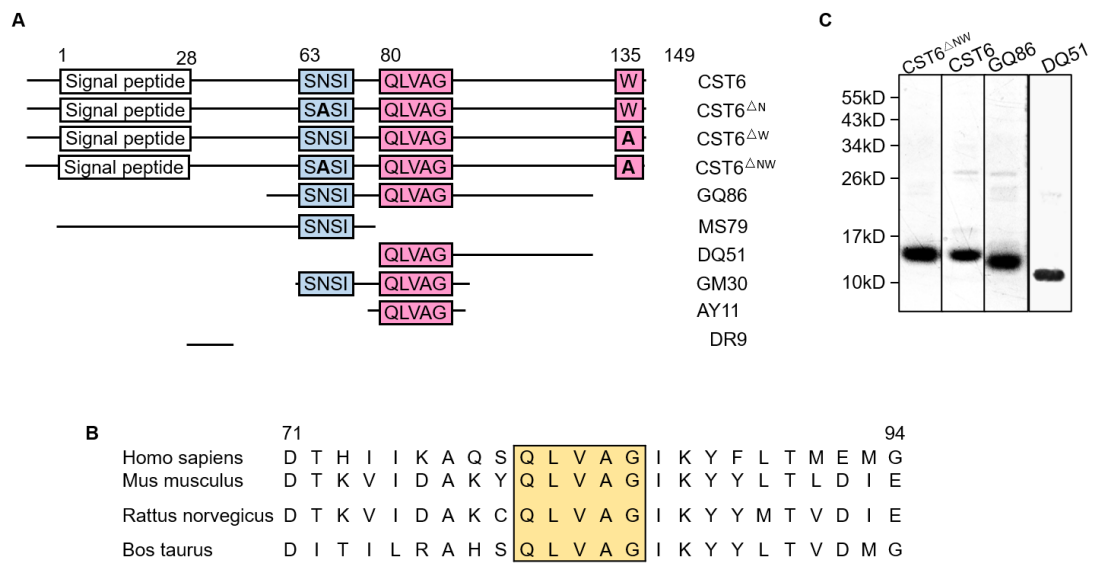 A
1 28 63 80 135 149
Signal peptide SNSI QLVAG W CST6
Signal peptide SASI QLVAG W CST6△N
Signal peptide SNSI QLVAG A CST6△W
Signal peptide SASI QLVAG A CST6△NW
SNSI QLVAG GQ86
SNSI MS79
QLVAG DQ51
SNSI QLVAG GM30
QLVAG AY11
DR9
C
CST6△NW CST6 GQ86 DQ51
55kD
43kD
34kD
26kD
17kD
10kD
B
71 94
Homo sapiens D T H I I K A Q S Q L V A G I K Y F L T M E M G
Mus musculus D T K V I D A K Y Q L V A G I K Y Y L T L D I E
Rattus norvegicus D T K V I D A K C Q L V A G I K Y Y M T V D I E
Bos taurus D I T I L R A H S Q L V A G I K Y Y L T V D M G